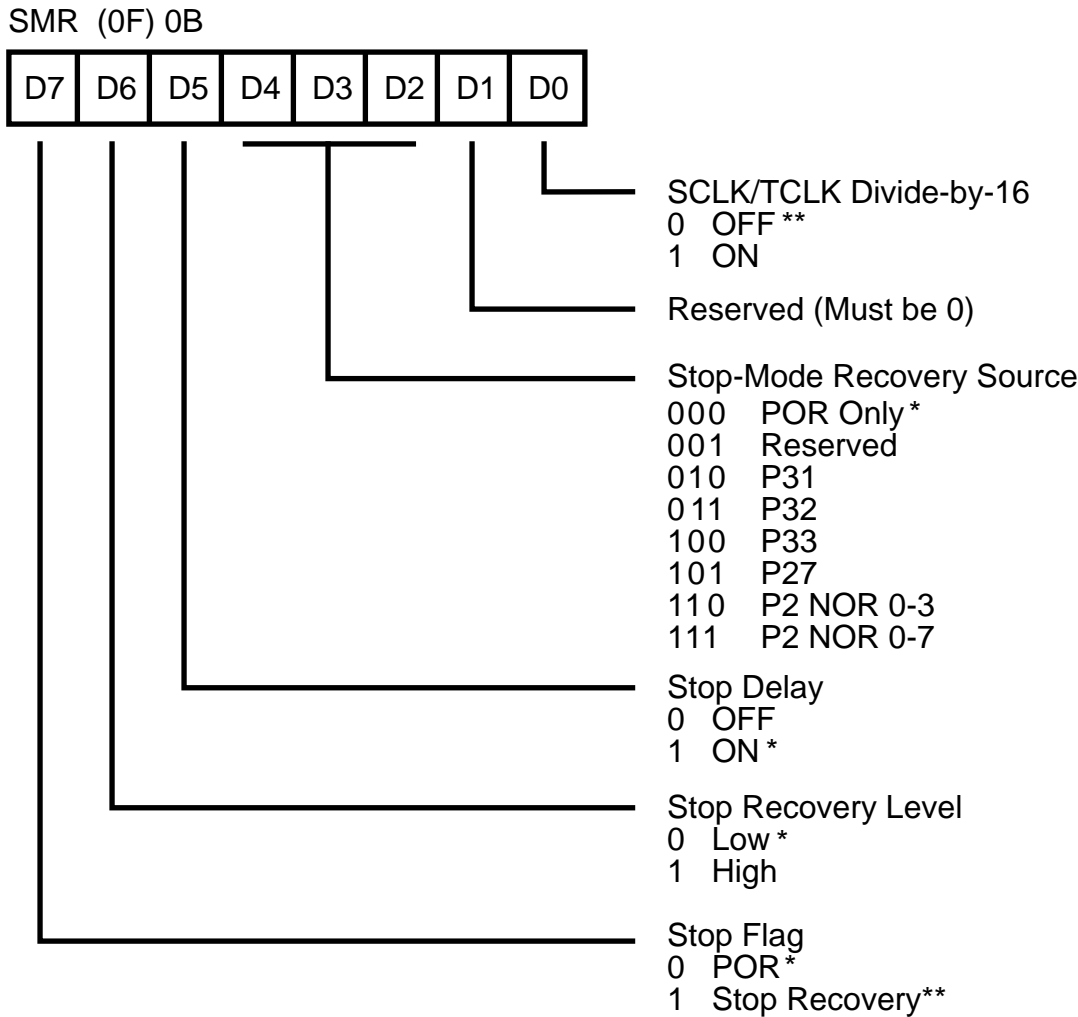 SMR (0F) 0B
D7 D6 D5 D4 D3 D2 D1 D0
SCLK/TCLK Divide-by-16
0 OFF **
1 ON
Reserved (Must be 0)
Stop-Mode Recovery Source
000 POR Only *
001 Reserved
010 P31
011 P32
100 P33
101 P27
110 P2 NOR 0-3
111 P2 NOR 0-7
Stop Delay
0 OFF
1 ON *
Stop Recovery Level
0 Low *
1 High
Stop Flag
0 POR *
1 Stop Recovery**